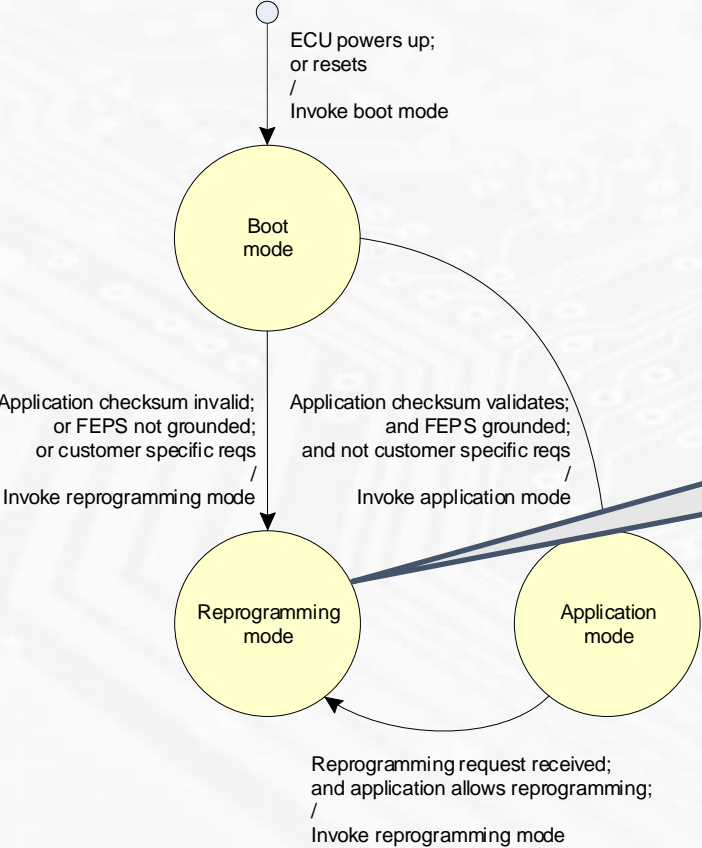 ECU powers up;
or resets
/
Invoke boot mode
Boot
mode
Application checksum invalid;
or FEPS not grounded;
or customer specific reqs
/
Invoke reprogramming mode
Application checksum validates;
and FEPS grounded;
and not customer specific reqs
/
Invoke application mode
Reprogramming
mode
Application
mode
Reprogramming request received;
and application allows reprogramming;
/
Invoke reprogramming mode